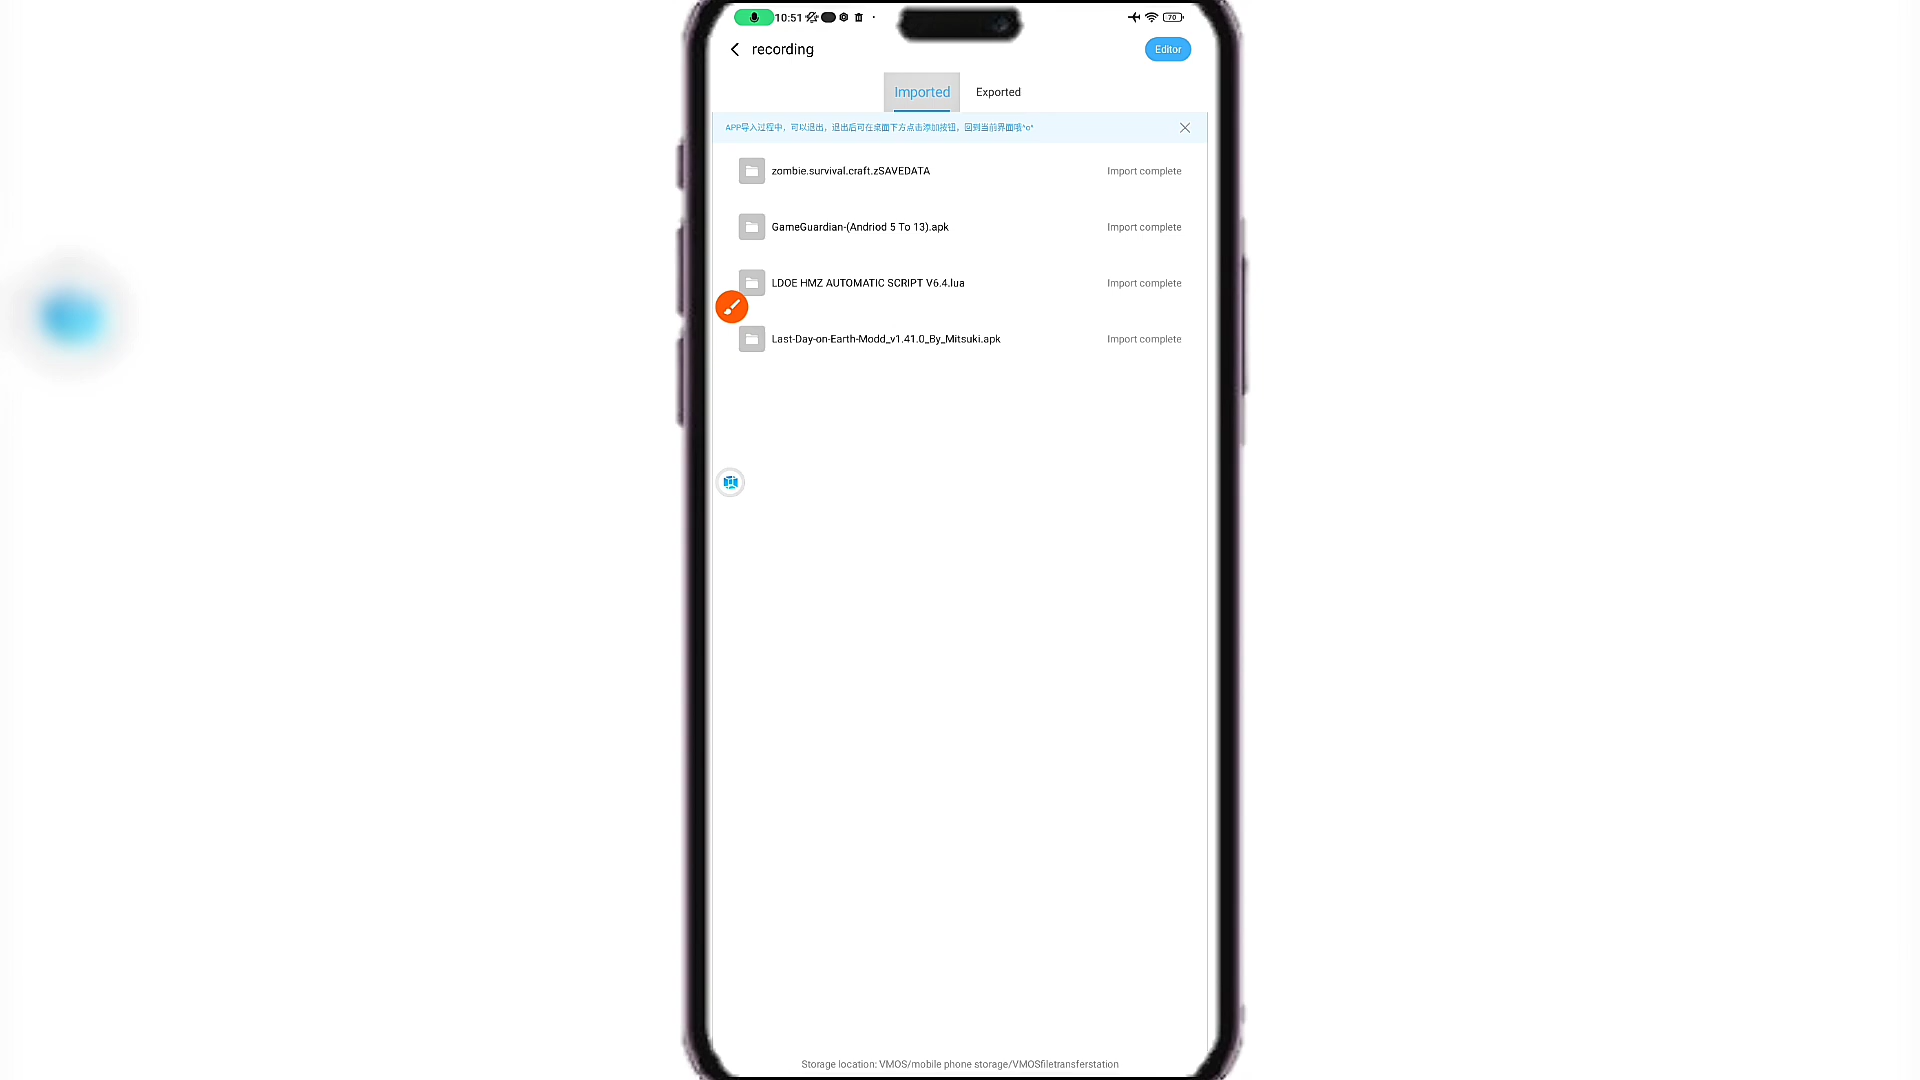 10:51
70
recording
Editor
Imported
Exported
APP导入过程中，可以退出，退出后可在桌面下方点击添加按钮，回到当前界面哦^o^
zombie.survival.craft.zSAVEDATA
Import complete
GameGuardian-(Andriod 5 To 13).apk
Import complete
LDOE HMZ AUTOMATIC SCRIPT V6.4.lua
Import complete
Last-Day-on-Earth-Modd_v1.41.0_By_Mitsuki.apk
Import complete
Storage location: VMOS/mobile phone storage/VMOSfiletransferstation